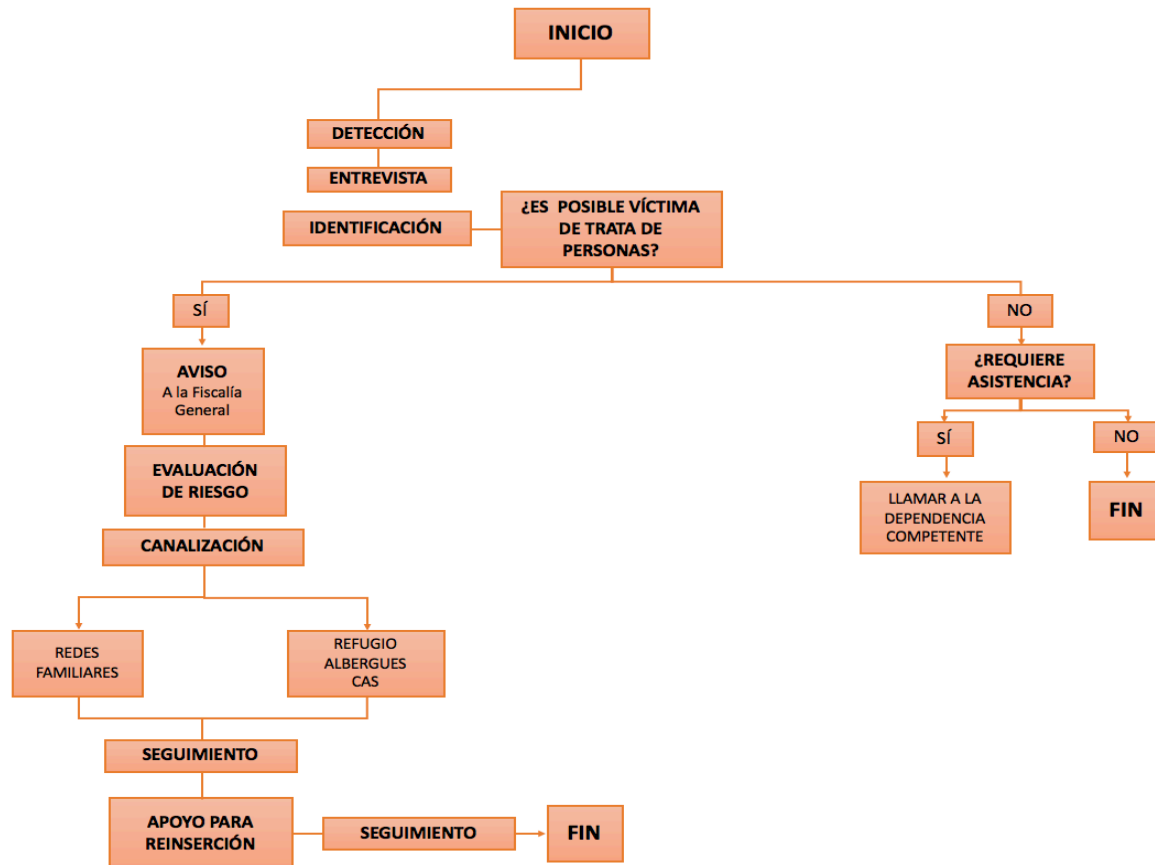 INICIO
DETECCIÓN
ENTREVISTA
IDENTIFICACIÓN
¿ES POSIBLE VÍCTIMA
DE TRATA DE
PERSONAS?
SÍ
NO
AVISO
A la Fiscalía
General
¿REQUIERE
ASISTENCIA?
SÍ
NO
EVALUACIÓN
DE RIESGO
LLAMAR A LA
DEPENDENCIA
COMPETENTE
FIN
CANALIZACIÓN
REDES
FAMILIARES
REFUGIO
ALBERGUES
CAS
SEGUIMIENTO
APOYO PARA
REINSERCIÓN
SEGUIMIENTO
FIN